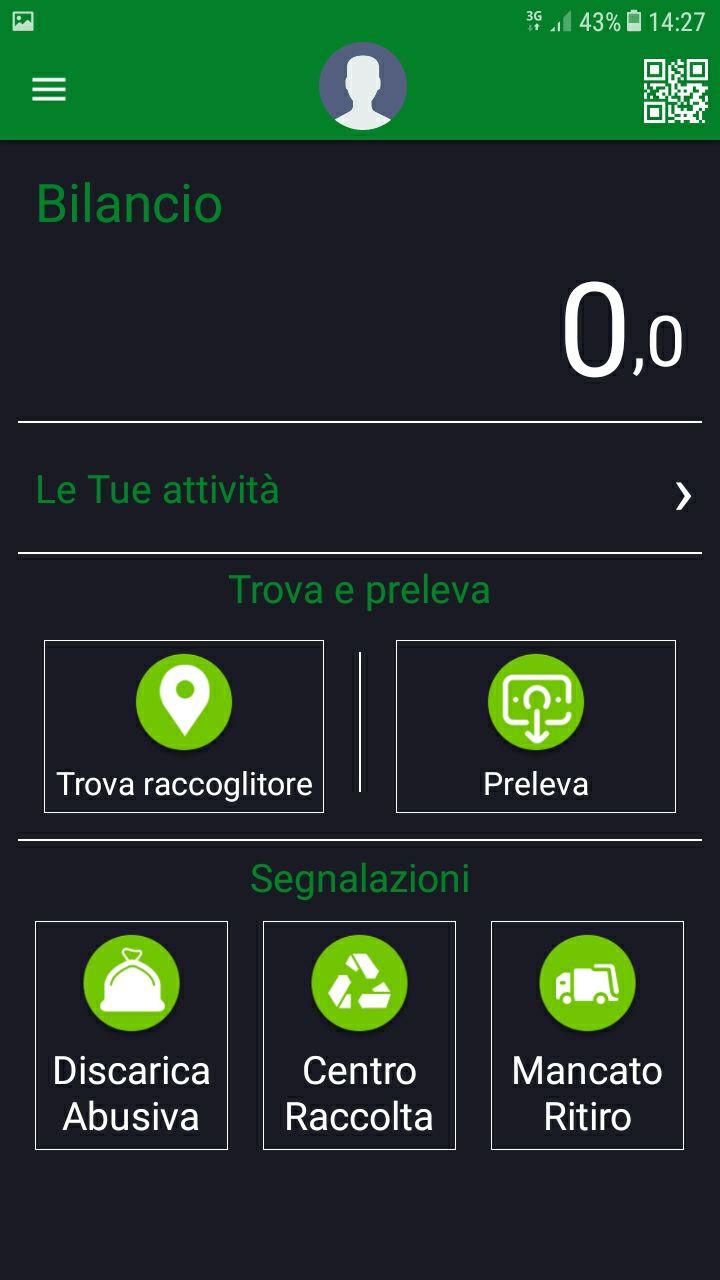 3G 43% 14:27
Bilancio
0,0
Le Tue attività
Trova e preleva
Trova raccoglitore
Preleva
Segnalazioni
Discarica
Abusiva
Centro
Raccolta
Mancato
Ritiro